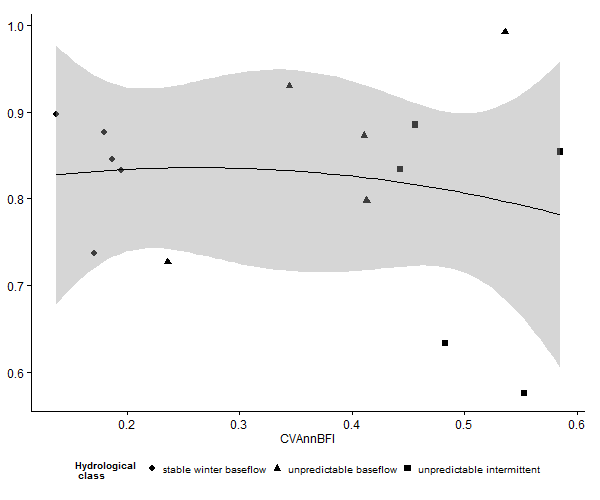 1.0
0.9
0.8
0.7
0.6
0.2 0.3 0.4 0.5 0.6
CVAnnBFI
Hydrological
class
stable winter baseflow unpredictable baseflow unpredictable intermittent